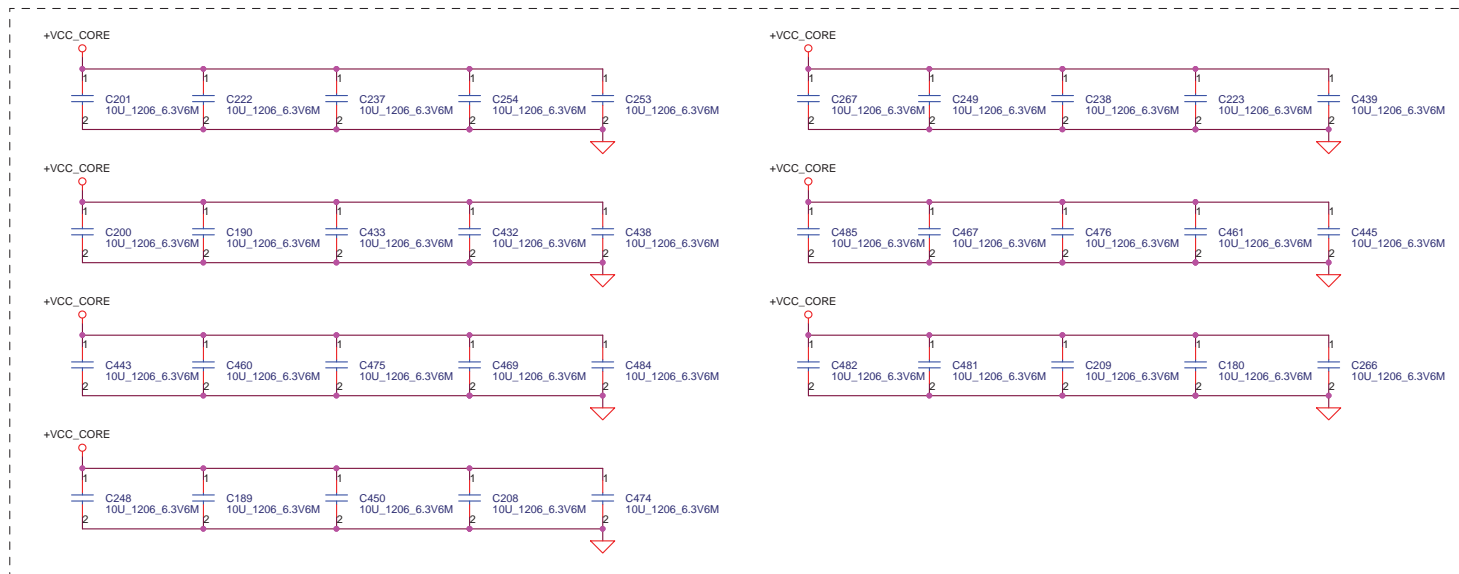 +VCC_CORE
1 1 1 1 1
C201 C222 C237 C254 C253
10U_1206_6.3V6M 10U_1206_6.3V6M 10U_1206_6.3V6M 10U_1206_6.3V6M 10U_1206_6.3V6M
2 2 2 2 2
+VCC_CORE
1 1 1 1 1
C267 C249 C238 C223 C439
10U_1206_6.3V6M 10U_1206_6.3V6M 10U_1206_6.3V6M 10U_1206_6.3V6M 10U_1206_6.3V6M
2 2 2 2 2
+VCC_CORE
1 1 1 1 1
C200 C190 C433 C432 C438
10U_1206_6.3V6M 10U_1206_6.3V6M 10U_1206_6.3V6M 10U_1206_6.3V6M 10U_1206_6.3V6M
2 2 2 2 2
+VCC_CORE
1 1 1 1 1
C485 C467 C476 C461 C445
10U_1206_6.3V6M 10U_1206_6.3V6M 10U_1206_6.3V6M 10U_1206_6.3V6M 10U_1206_6.3V6M
2 2 2 2 2
+VCC_CORE
1 1 1 1 1
C443 C460 C475 C469 C484
10U_1206_6.3V6M 10U_1206_6.3V6M 10U_1206_6.3V6M 10U_1206_6.3V6M 10U_1206_6.3V6M
2 2 2 2 2
+VCC_CORE
1 1 1 1 1
C482 C481 C209 C180 C266
10U_1206_6.3V6M 10U_1206_6.3V6M 10U_1206_6.3V6M 10U_1206_6.3V6M 10U_1206_6.3V6M
2 2 2 2 2
+VCC_CORE
1 1 1 1 1
C248 C189 C450 C208 C474
10U_1206_6.3V6M 10U_1206_6.3V6M 10U_1206_6.3V6M 10U_1206_6.3V6M 10U_1206_6.3V6M
2 2 2 2 2